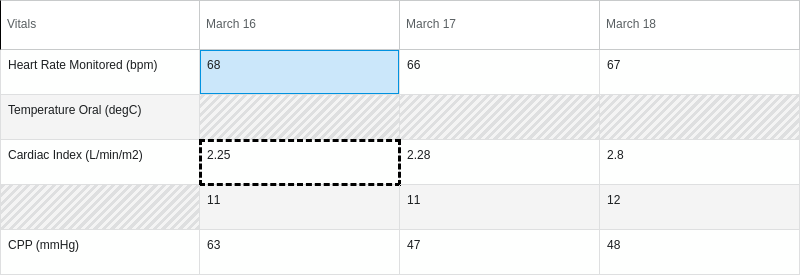 Vitals March 16 March 17 March 18
Heart Rate Monitored (bpm) 68 66 67
Temperature Oral (degC)
Cardiac Index (L/min/m2) 2.25 2.28 2.8
11 11 12
CPP (mmHg) 63 47 48